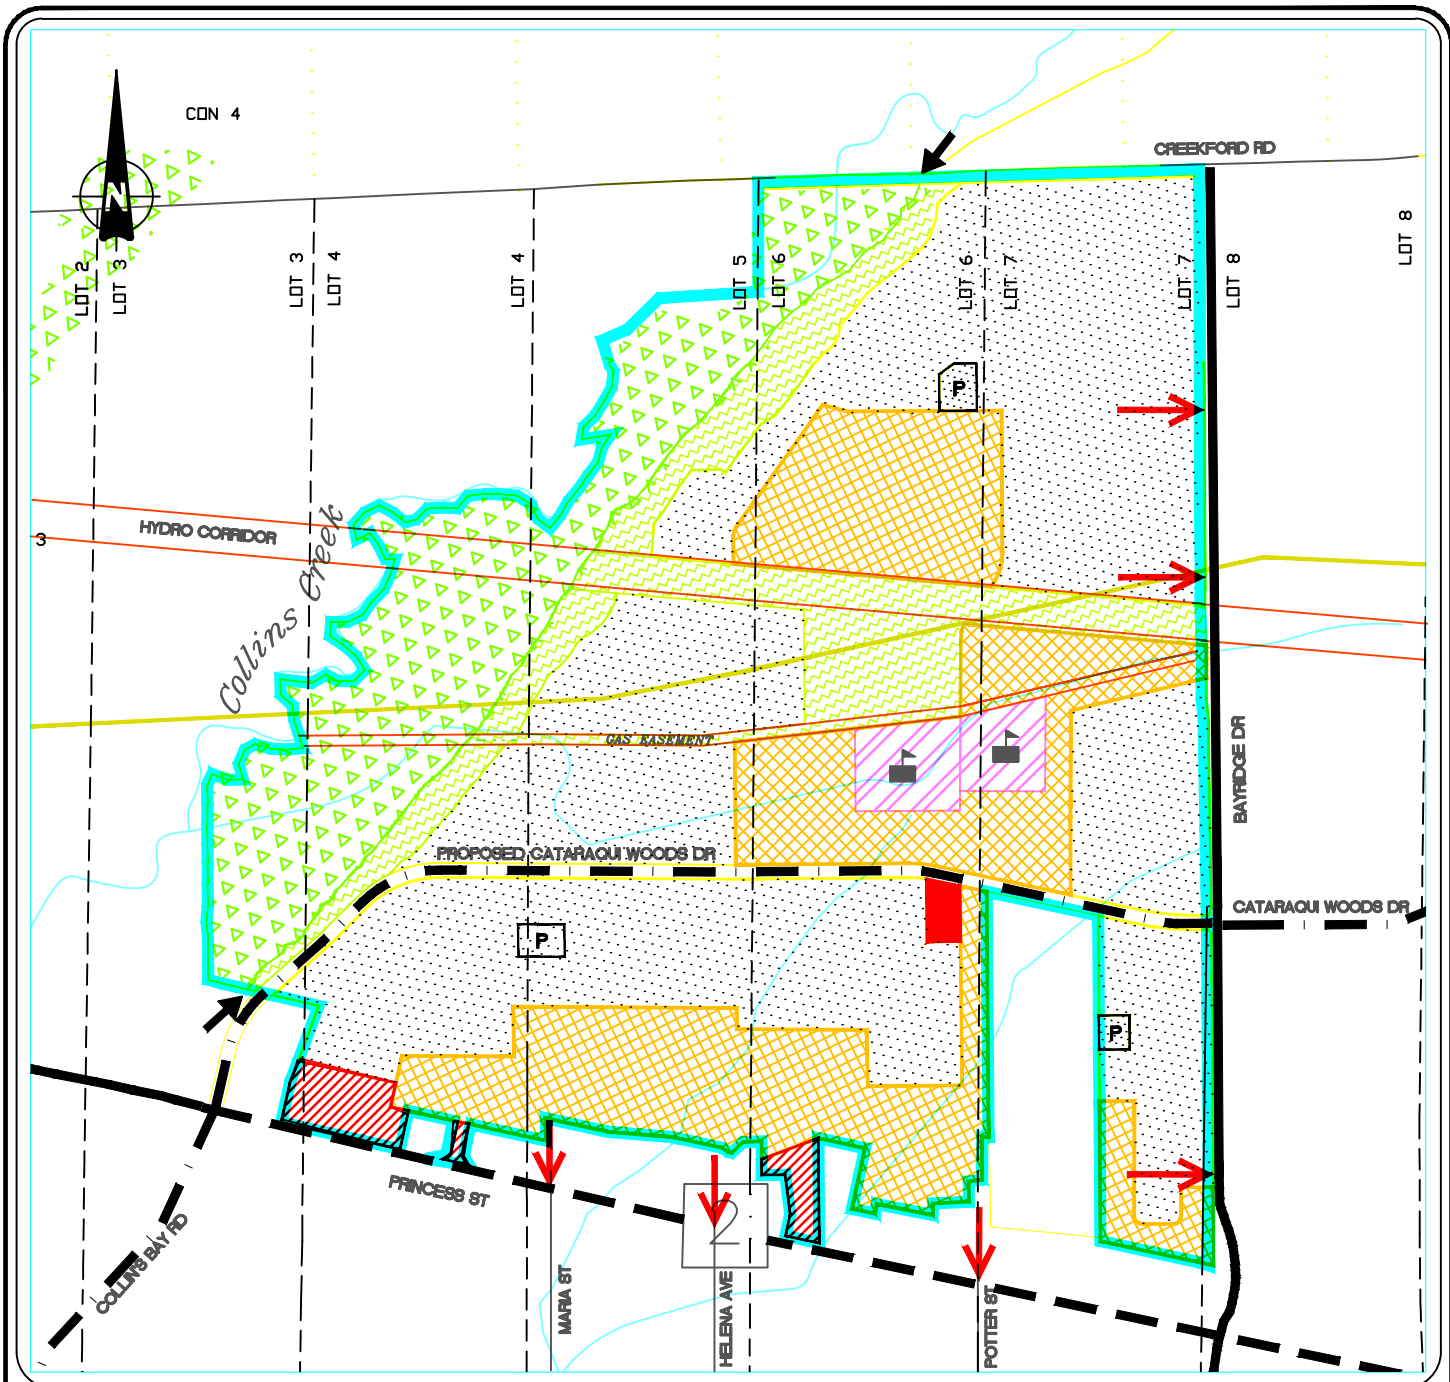 CON 4
N
CREEKFORD RD
LOT 2
LOT 3
LOT 3
LOT 4
LOT 4
LOT 5
LOT 6
LOT 6
LOT 7
LOT 7
LOT 8
LOT 8
P
3
HYDRO CORRIDOR
Collins Creek
GAS EASEMENT
BAYRIDGE DR
PROPOSED CATARAQUI WOODS DR
CATARAQUI WOODS DR
P
P
PRINCESS ST
COLLIN'S BAY RD
2
MARIA ST
HELENA AVE
POTTER ST